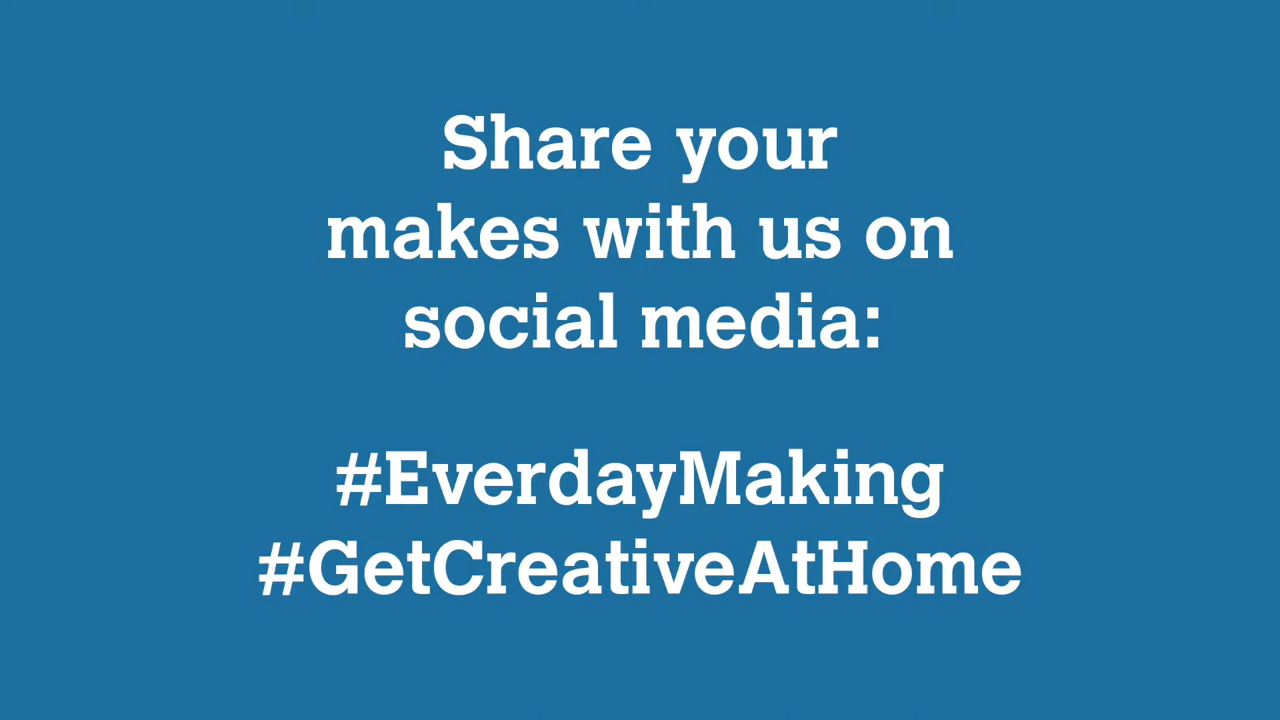 Share your
makes with us on
social media:
#EverdayMaking
#GetCreativeAtHome